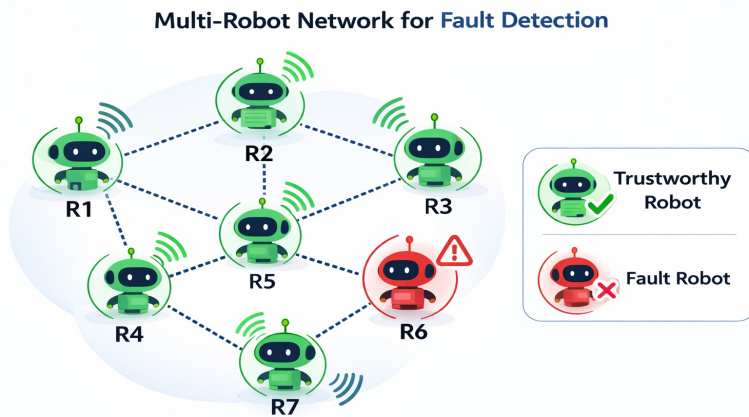 Multi-Robot Network for Fault Detection
R1
R2
R3
R4
R5
R6
R7
Trustworthy
Robot
Fault Robot